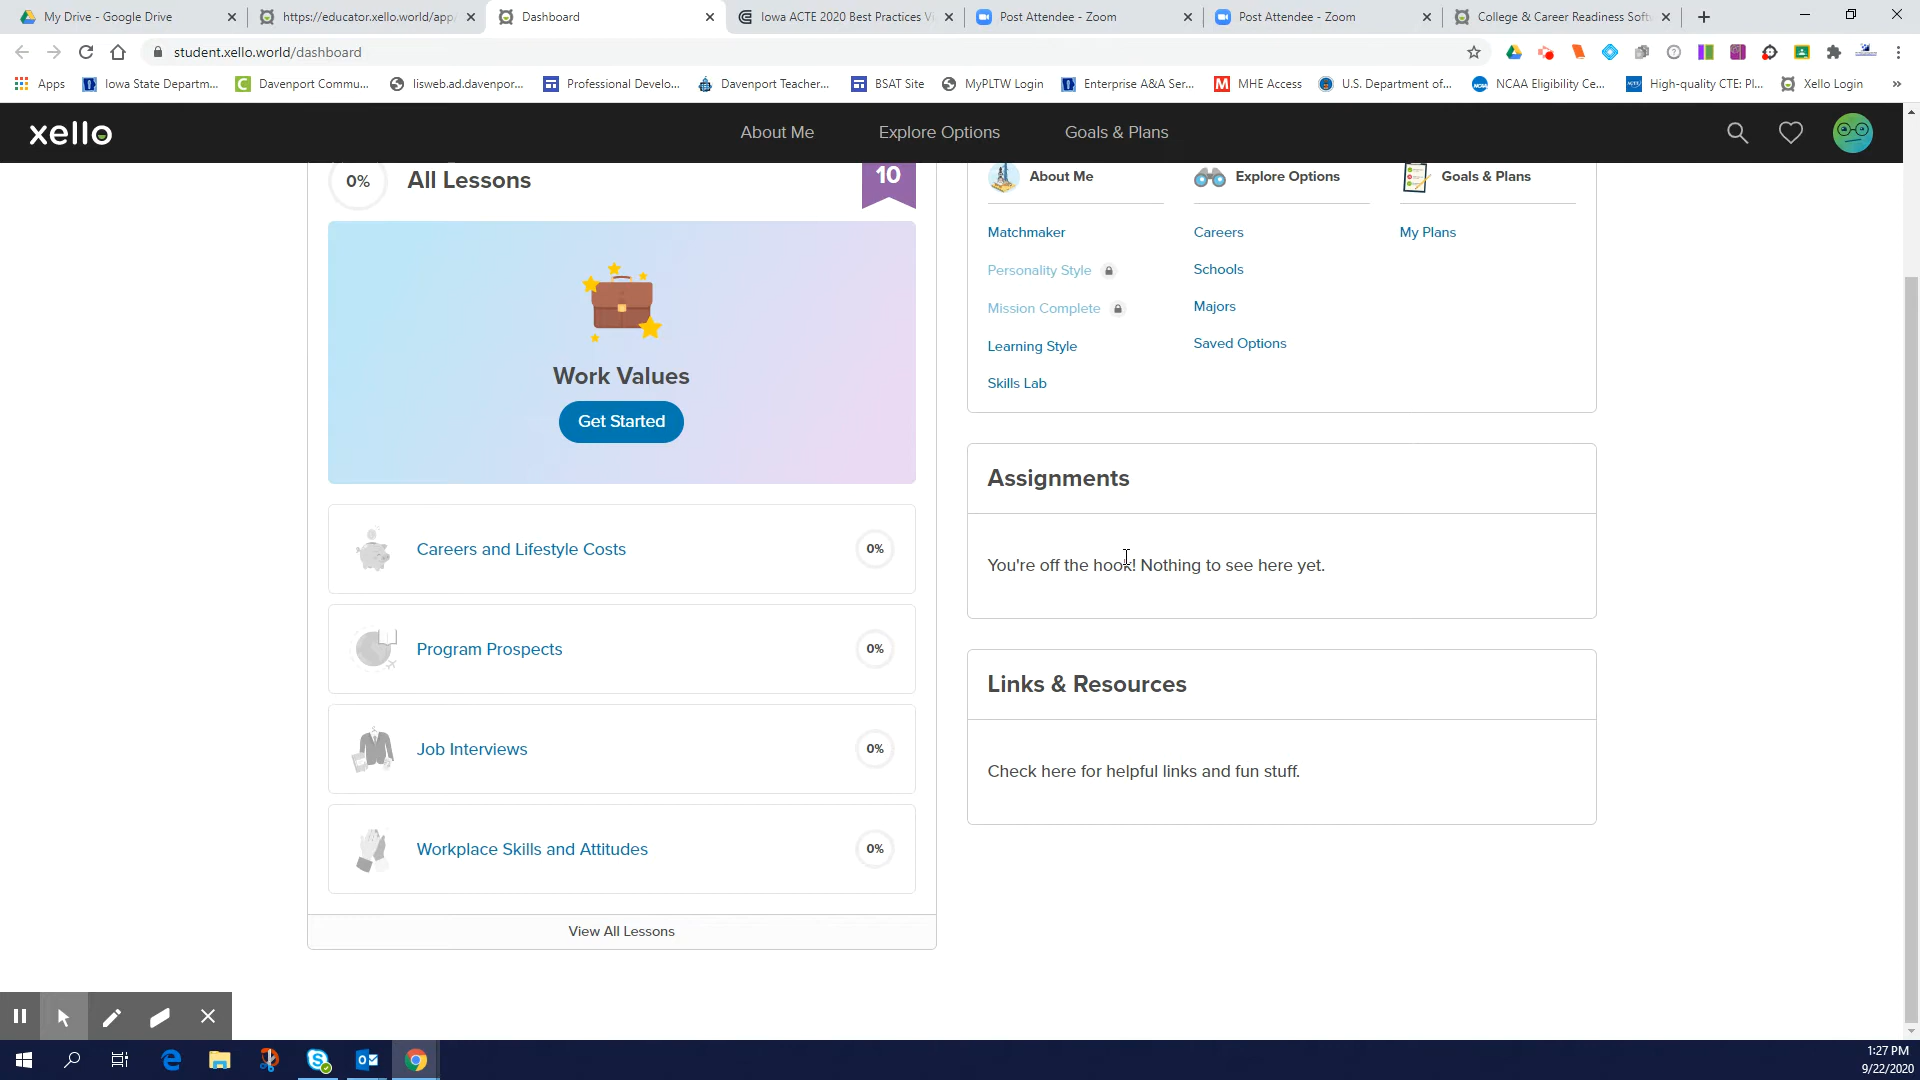 My Drive - Google Drive
https://educator.xello.world/app
Dashboard
Iowa ACTE 2020 Best Practices Vi
Post Attendee - Zoom
Post Attendee - Zoom
College & Career Readiness Soft
student.xello.world/dashboard
Apps
Iowa State Departm...
Davenport Commu...
lisweb.ad.davenpor...
Professional Develo...
Davenport Teacher...
BSAT Site
MyPLTW Login
Enterprise A&A Ser...
MHE Access
U.S. Department of...
NCAA Eligibility Ce...
High-quality CTE: Pl...
Xello Login
xello
About Me
Explore Options
Goals & Plans
0%
All Lessons
10
Work Values
Get Started
Careers and Lifestyle Costs
0%
Program Prospects
0%
Job Interviews
0%
Workplace Skills and Attitudes
0%
View All Lessons
About Me
Explore Options
Goals & Plans
Matchmaker
Careers
My Plans
Personality Style
Schools
Mission Complete
Majors
Learning Style
Saved Options
Skills Lab
Assignments
You're off the hook! Nothing to see here yet.
Links & Resources
Check here for helpful links and fun stuff.
1:27 PM
9/22/2020